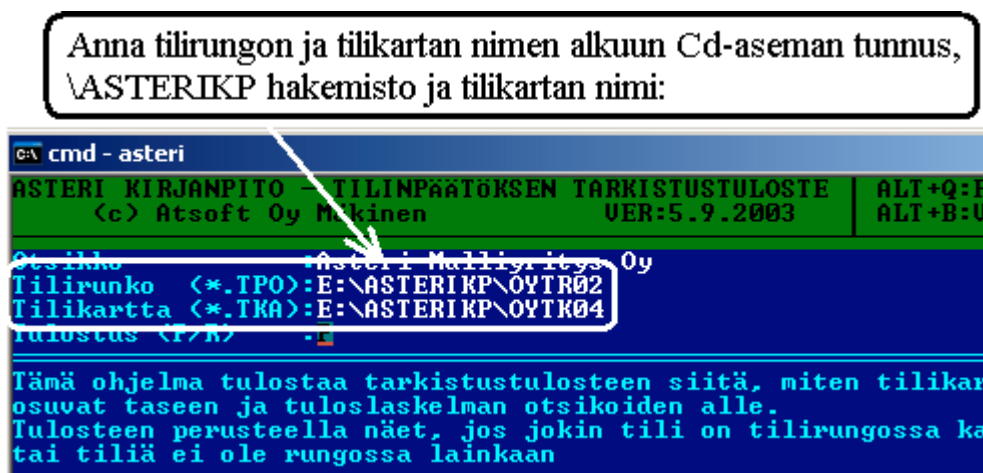 Anna tilirungon ja tilikartan nimen alkuun Cd-aseman tunnus,
\ASTERIKP hakemisto ja tilikartan nimi:
cmd - asteri
ASTERI KIRJANPITO - TILINPääTöKSEN TARKISTUSTULOSTE ALT+Q:
(c) Atsoft Oy Mäkinen VER:5.9.2003 ALT+B:
Otsikko :Asteri Malliyritys Oy
Tilirunko (*.TPO):E:\ASTERIKP\OYTR02
Tilikartta (*.TKA):E:\ASTERIKP\OYTK04
Tulostus (P/R) :
Tämä ohjelma tulostaa tarkistustulosteen siitä, miten tilikar
osuvat taseen ja tuloslaskelman otsikoiden alle.
Tulosteen perusteella näet, jos jokin tili on tilirungossa ka
tai tiliä ei ole rungossa lainkaan